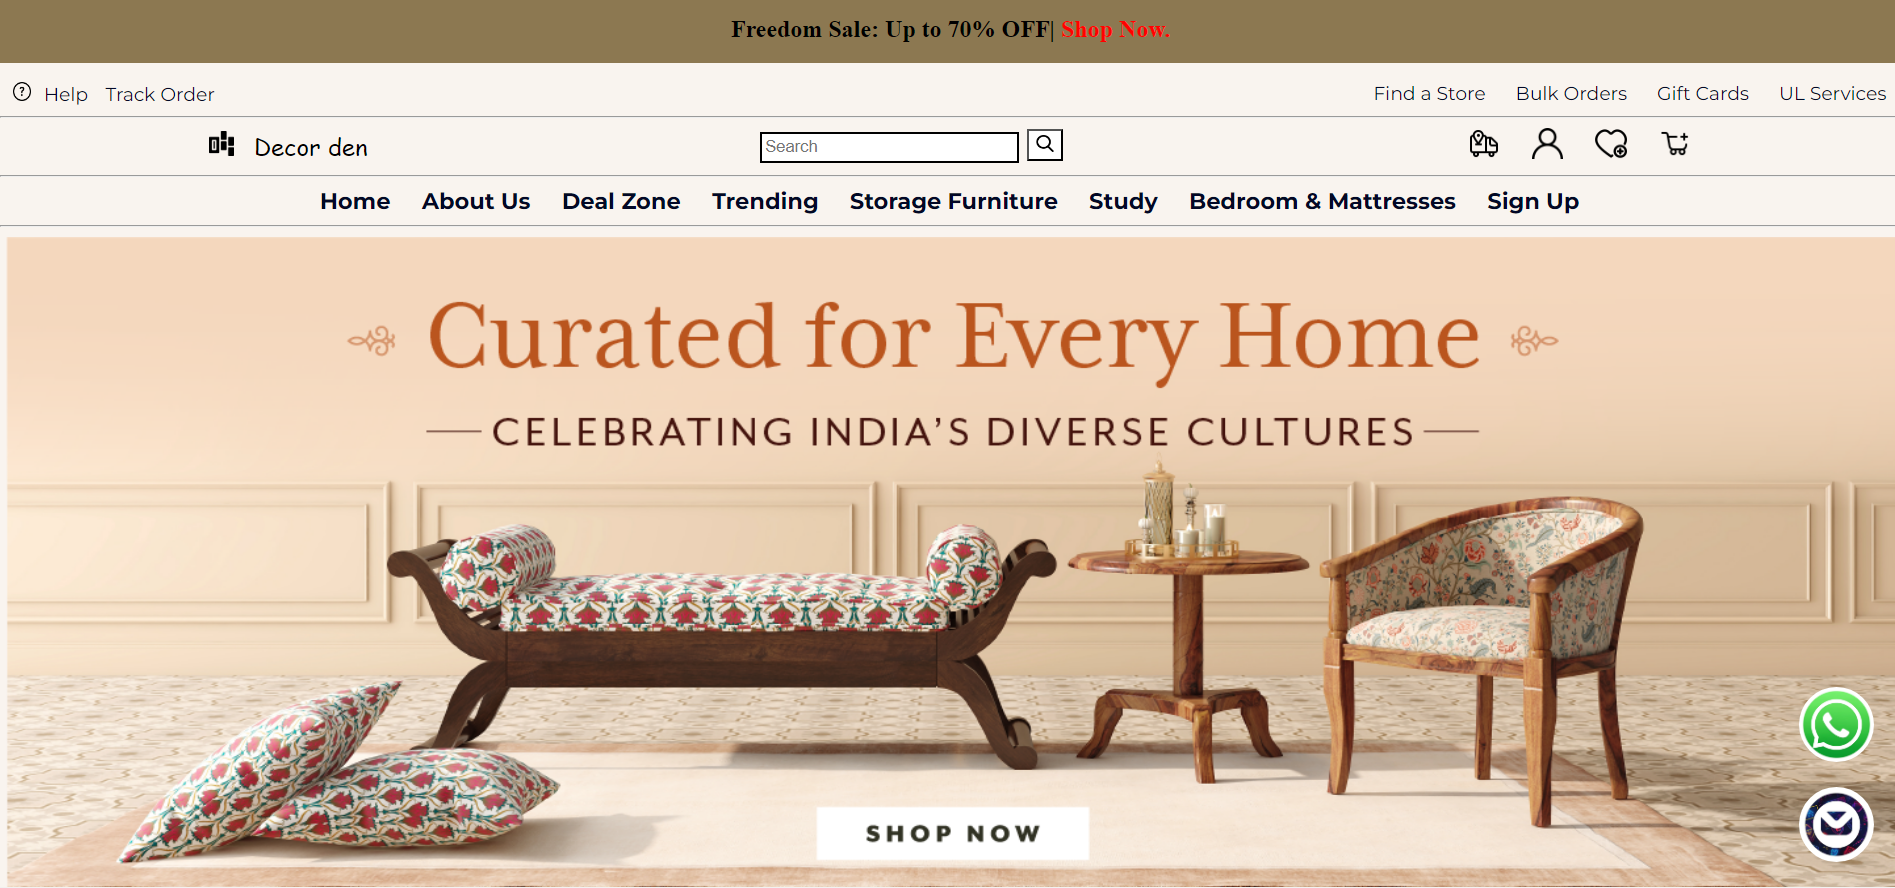 Freedom Sale: Up to 70% OFF| Shop Now.
Help Track Order Find a Store Bulk Orders Gift Cards UL Services
Decor den Search
Home About Us Deal Zone Trending Storage Furniture Study Bedroom & Mattresses Sign Up
Curated for Every Home
CELEBRATING INDIA’S DIVERSE CULTURES
SHOP NOW